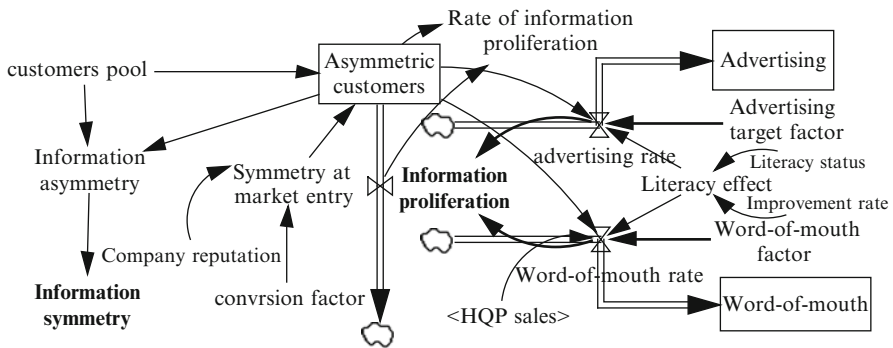 Rate of information
proliferation
customers pool
Asymmetric
customers
Advertising
Advertising
target factor
advertising rate
Information
asymmetry
Symmetry at
market entry
Information
proliferation
Literacy status
Literacy effect
Improvement rate
Word-of-mouth
factor
Company reputation
Word-of-mouth rate
Information
symmetry
convrsion factor
<HQP sales>
Word-of-mouth